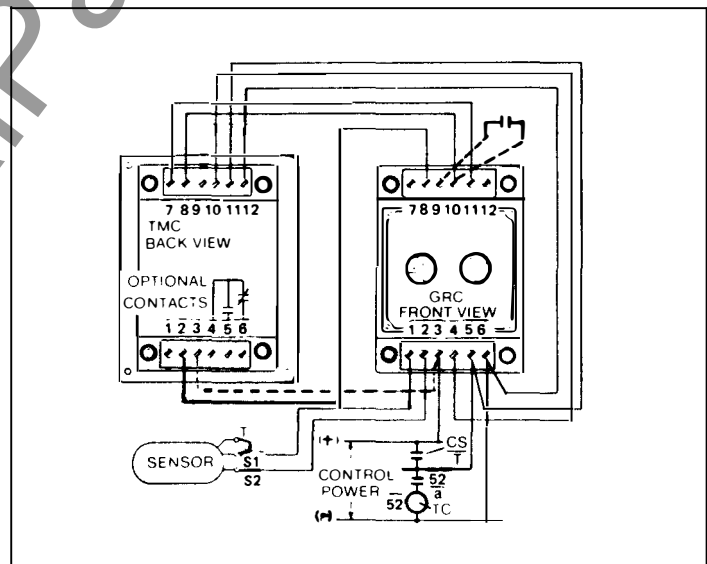 7 8 9 10 11 12
TMC
BACK VIEW
OPTIONAL
CONTACTS
1 2 3 4 5 6
7 8 9 10 11 12
GRC
FRONT VIEW
1 2 3 4 5 6
T
SENSOR
S1
S2
(+)
CONTROL
POWER
(-)
CS
T
52
a
52
TC